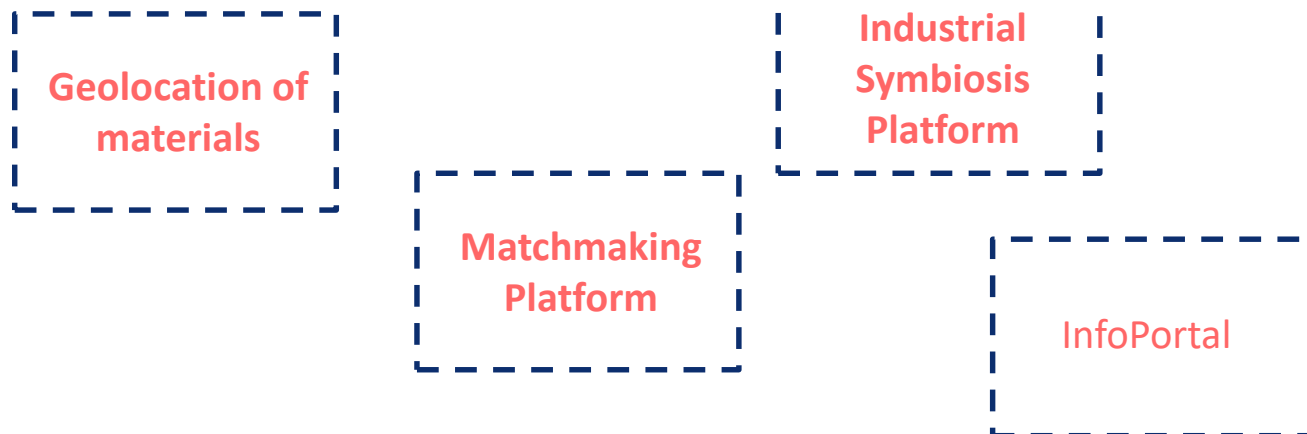 Geolocation of
materials
Industrial
Symbiosis
Platform
Matchmaking
Platform
InfoPortal